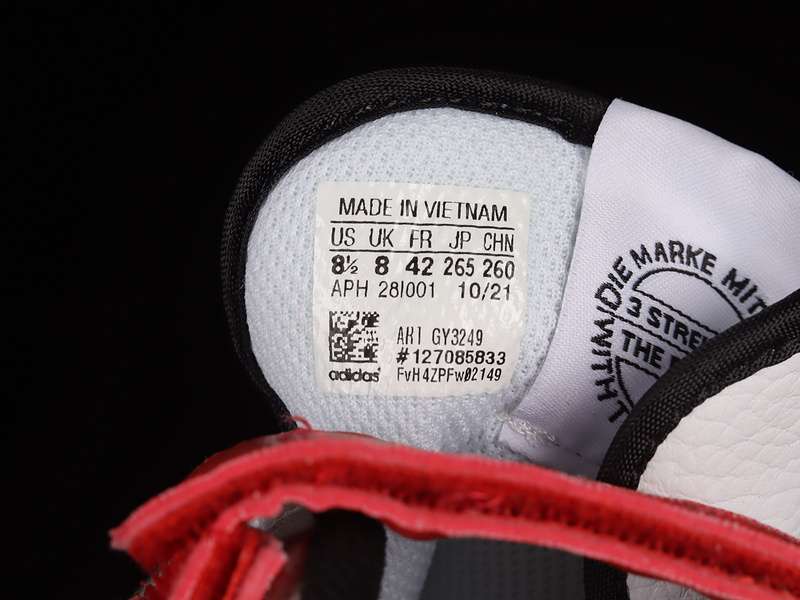 MADE IN VIETNAM
US UK FR JP CHN
8½ 8 42 265 260
APH 28I001 10/21
ART GY3249
#127085833
adidas FvH4ZPFw02149
DIE MARKE MIT
3 STRE
THE